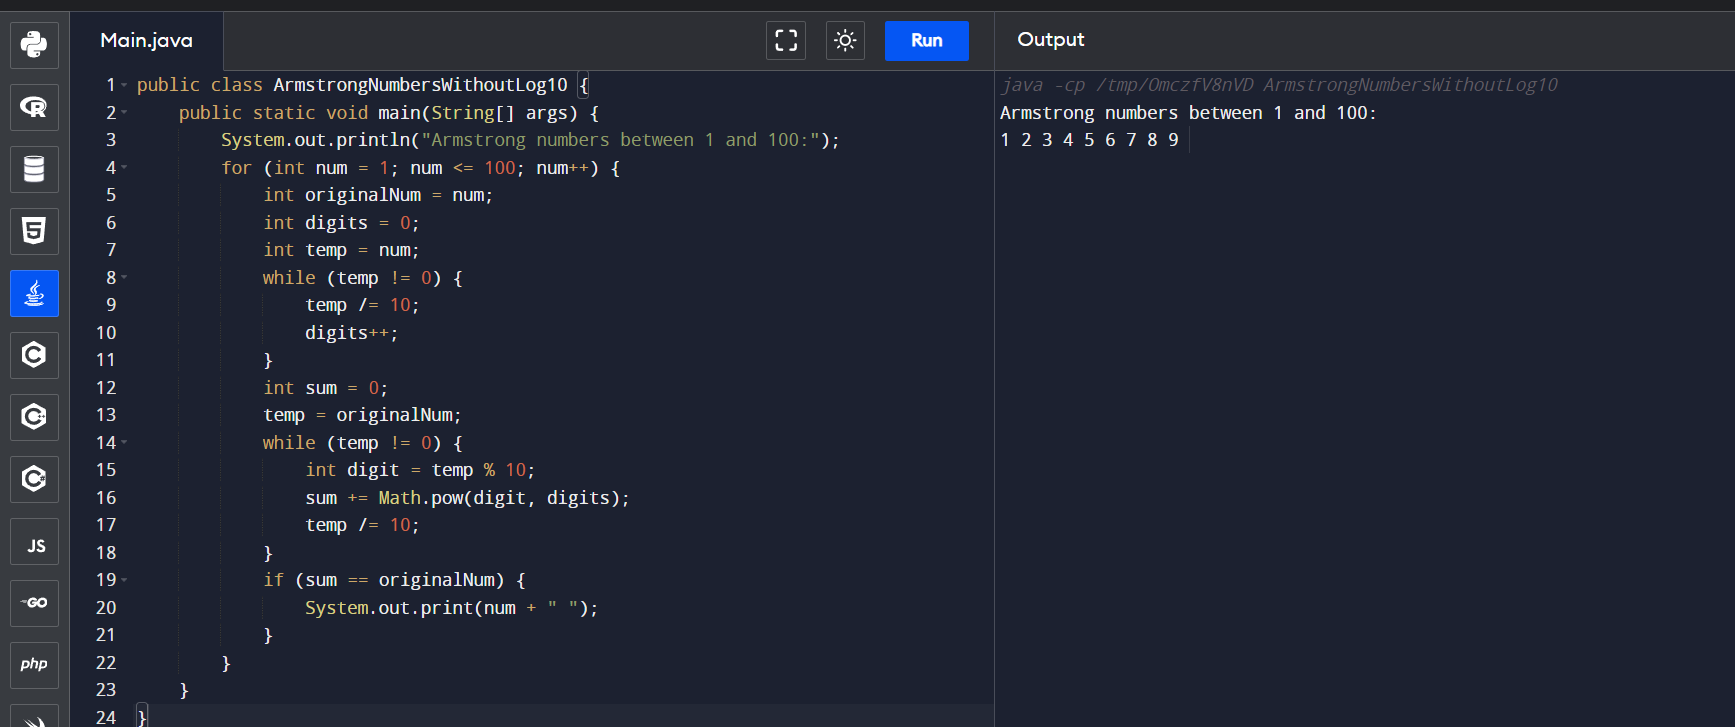 Main.java
Run
Output
1 public class ArmstrongNumbersWithoutLog10 {
2 public static void main(String[] args) {
3 System.out.println("Armstrong numbers between 1 and 100:");
4 for (int num = 1; num <= 100; num++) {
5 int originalNum = num;
6 int digits = 0;
7 int temp = num;
8 while (temp != 0) {
9 temp /= 10;
10 digits++;
11 }
12 int sum = 0;
13 temp = originalNum;
14 while (temp != 0) {
15 int digit = temp % 10;
16 sum += Math.pow(digit, digits);
17 temp /= 10;
18 }
19 if (sum == originalNum) {
20 System.out.print(num + " ");
21 }
22 }
23 }
24 }
java -cp /tmp/OmczfV8nVD ArmstrongNumbersWithoutLog10
Armstrong numbers between 1 and 100:
1 2 3 4 5 6 7 8 9
R
5
C
C++
C
JS
GO
php